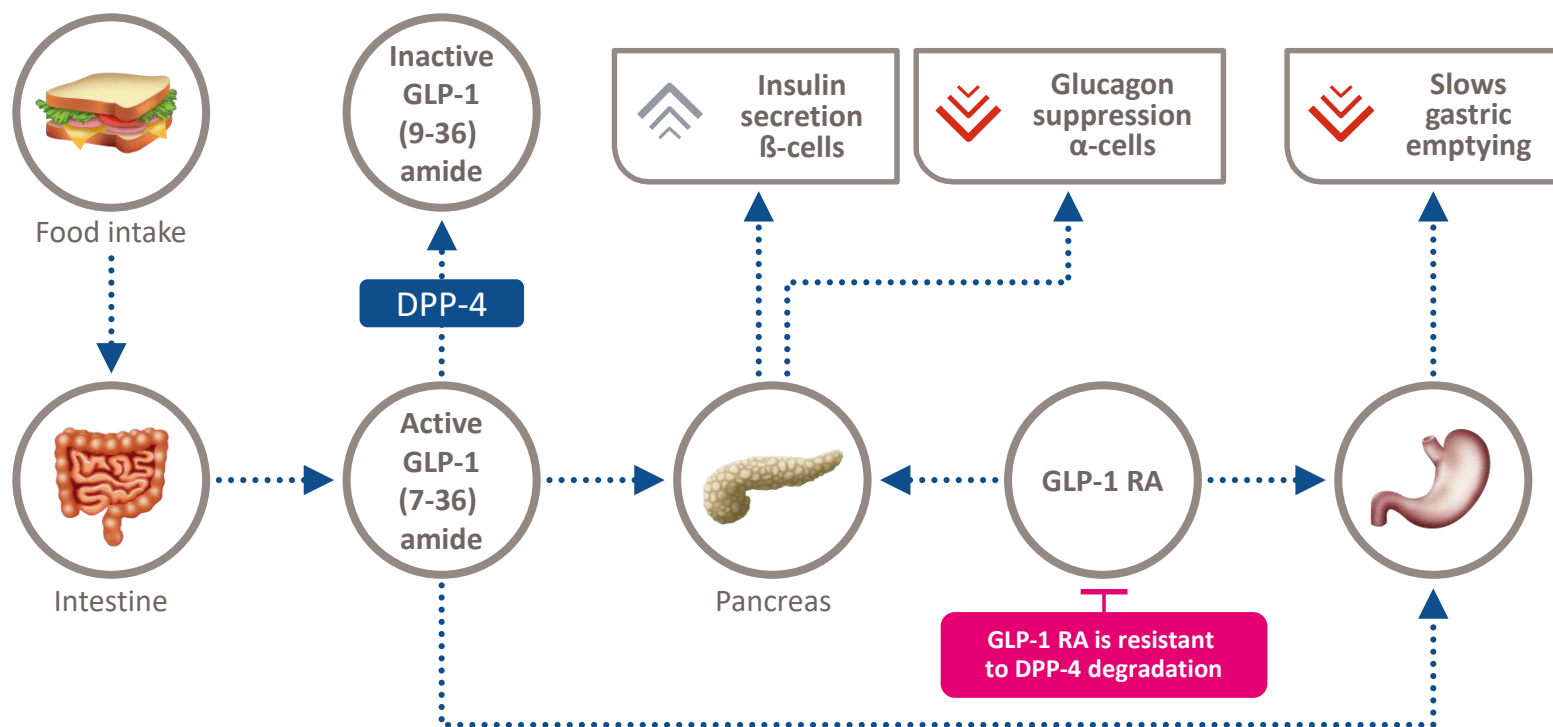 Inactive
GLP-1
(9-36)
amide
Insulin
secretion
ß-cells
Glucagon
suppression
α-cells
Slows
gastric
emptying
Food intake
DPP-4
Active
GLP-1
(7-36)
amide
GLP-1 RA
Intestine
Pancreas
GLP-1 RA is resistant
to DPP-4 degradation